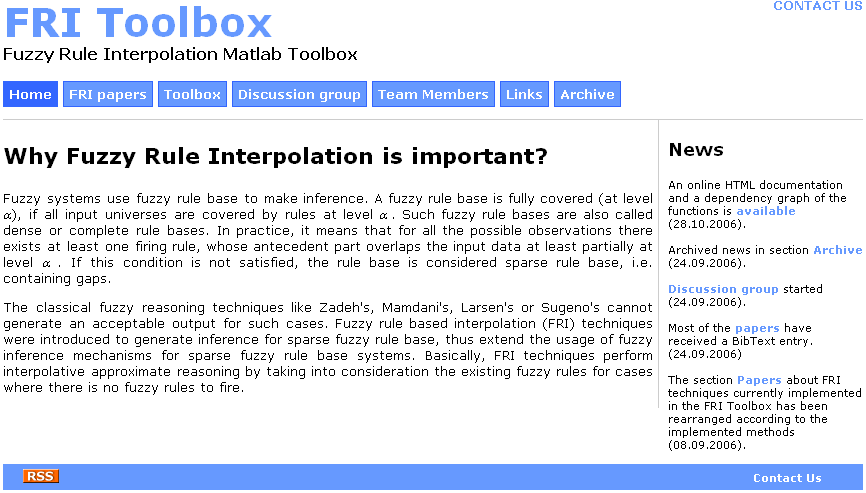 CONTACT US
FRI Toolbox
Fuzzy Rule Interpolation Matlab Toolbox
Home FRI papers Toolbox Discussion group Team Members Links Archive
Why Fuzzy Rule Interpolation is important?
Fuzzy systems use fuzzy rule base to make inference. A fuzzy rule base is fully covered (at level
α), if all input universes are covered by rules at level α . Such fuzzy rule bases are also called
dense or complete rule bases. In practice, it means that for all the possible observations there
exists at least one firing rule, whose antecedent part overlaps the input data at least partially at
level α . If this condition is not satisfied, the rule base is considered sparse rule base, i.e.
containing gaps.
The classical fuzzy reasoning techniques like Zadeh's, Mamdani's, Larsen's or Sugeno's cannot
generate an acceptable output for such cases. Fuzzy rule based interpolation (FRI) techniques
were introduced to generate inference for sparse fuzzy rule base, thus extend the usage of fuzzy
inference mechanisms for sparse fuzzy rule base systems. Basically, FRI techniques perform
interpolative approximate reasoning by taking into consideration the existing fuzzy rules for cases
where there is no fuzzy rules to fire.
News
An online HTML documentation
and a dependency graph of the
functions is available
(28.10.2006).
Archived news in section Archive
(24.09.2006).
Discussion group started
(24.09.2006).
Most of the papers have
received a BibText entry.
(24.09.2006)
The section Papers about FRI
techniques currently implemented
in the FRI Toolbox has been
rearranged according to the
implemented methods
(08.09.2006).
RSS
Contact Us